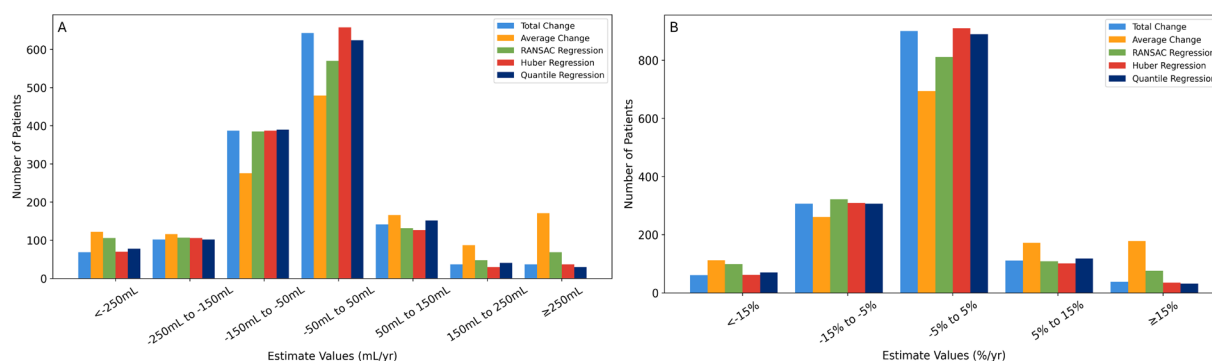 A
Total Change
Average Change
RANSAC Regression
Huber Regression
Quantile Regression
Number of Patients
600
500
400
300
200
100
0
<-250mL
-250mL to -150mL
-150mL to -50mL
-50mL to 50mL
50mL to 150mL
150mL to 250mL
≥250mL
Estimate Values (mL/yr)
B
Total Change
Average Change
RANSAC Regression
Huber Regression
Quantile Regression
Number of Patients
800
600
400
200
0
<-15%
-15% to -5%
-5% to 5%
5% to 15%
≥15%
Estimate Values (%/yr)